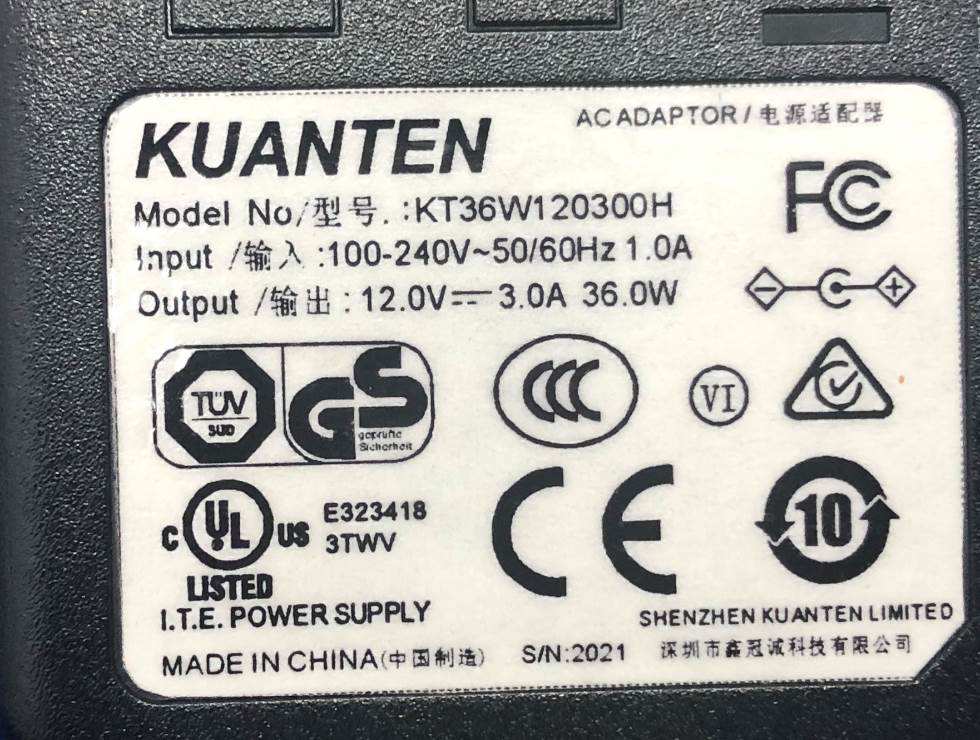 AC ADAPTOR / 电源适配器
KUANTEN
Model No/型号.:KT36W120300H
FC
Input /输入 :100-240V~50/60Hz 1.0A
Output /输出 : 12.0V⎓ 3.0A 36.0W
TÜV
SÜD
GS
geprüfte
Sicherheit
CCC
VI
C UL US
LISTED
E323418
3TWV
CE
10
I.T.E. POWER SUPPLY
SHENZHEN KUANTEN LIMITED
MADE IN CHINA(中国制造)
S/N:2021
深圳市鑫冠诚科技有限公司